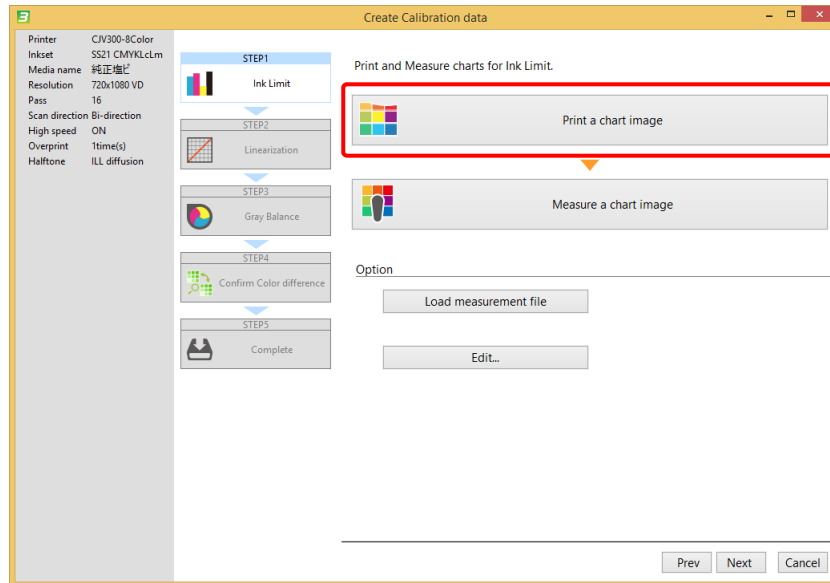 Create Calibration data
Printer CJV300-8Color
Inkset SS21 CMYKLcLm
Media name 純正塩ビ
Resolution 720x1080 VD
Pass 16
Scan direction Bi-direction
High speed ON
Overprint 1time(s)
Halftone ILL diffusion
STEP1
Ink Limit
STEP2
Linearization
STEP3
Gray Balance
STEP4
Confirm Color difference
STEP5
Complete
Print and Measure charts for Ink Limit.
Print a chart image
Measure a chart image
Option
Load measurement file
Edit...
Prev Next Cancel